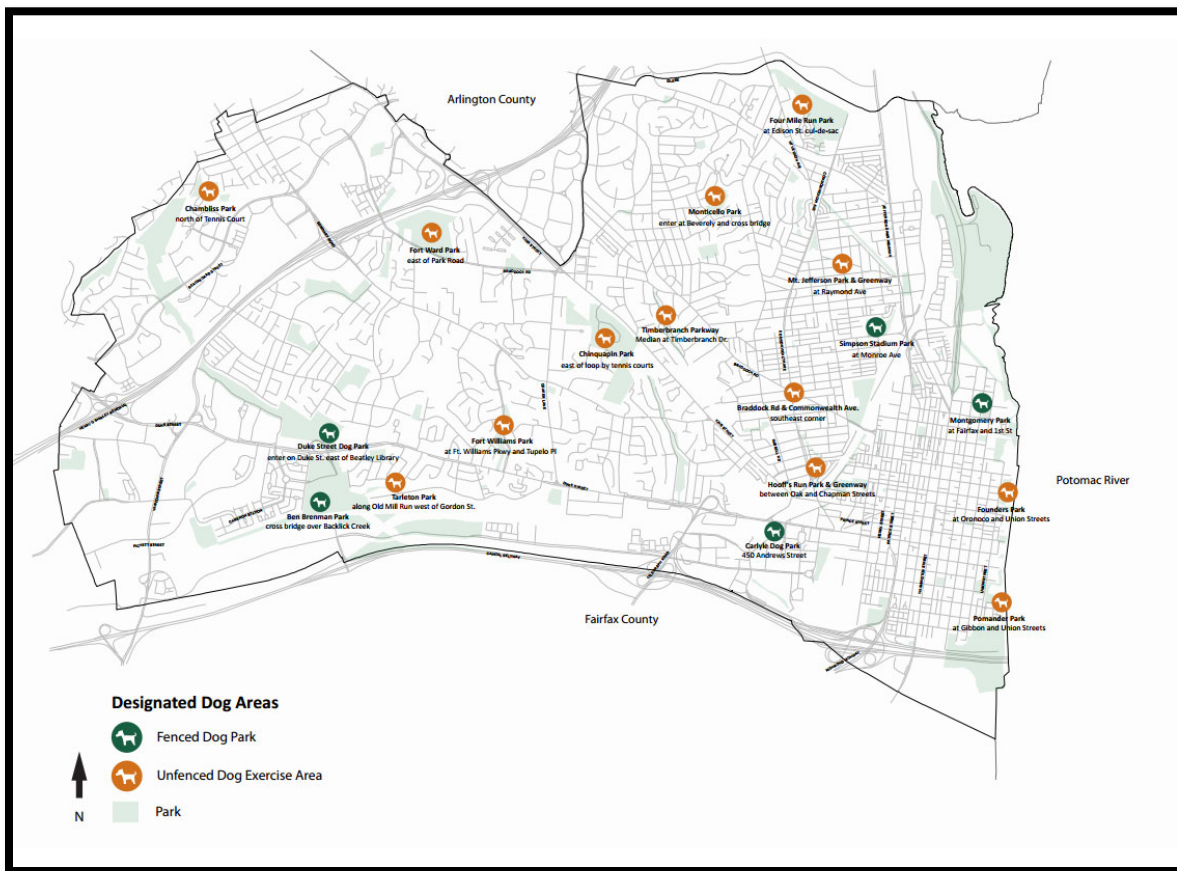 Arlington County
Four Mile Run Park
at Edison St. cul-de-sac
Chambliss Park
north of Tennis Court
Monticello Park
enter at Beverely and cross bridge
Fort Ward Park
east of Park Road
Mt. Jefferson Park & Greenway
at Raymond Ave
Timberbranch Parkway
Median at Timberbranch Dr.
Simpson Stadium Park
at Monroe Ave
Chinquapin Park
east of loop by tennis courts
Braddock Rd & Commonwealth Ave.
southeast corner
Montgomery Park
at Fairfax and 1st St
Duke Street Dog Park
enter on Duke St. east of Beatley Library
Fort Williams Park
at Ft. Williams Pkwy and Tupelo Pl
Tarleton Park
along Old Mill Run west of Gordon St.
Hooff's Run Park & Greenway
between Oak and Chapman Streets
Potomac River
Founders Park
at Oronoco and Union Streets
Ben Brenman Park
cross bridge over Backlick Creek
Carlyle Dog Park
450 Andrews Street
Fairfax County
Pomander Park
at Gibbon and Union Streets
Designated Dog Areas
Fenced Dog Park
Unfenced Dog Exercise Area
Park
N